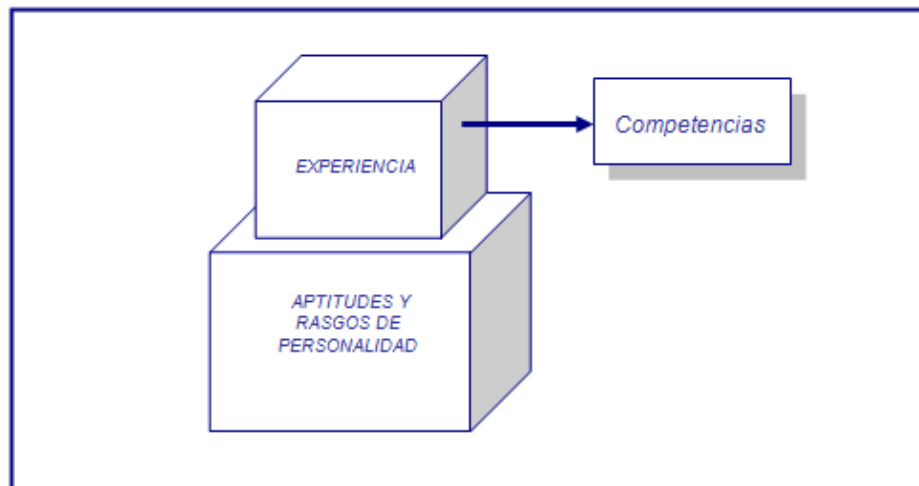 Competencias
EXPERIENCIA
APTITUDES Y
RASGOS DE
PERSONALIDAD